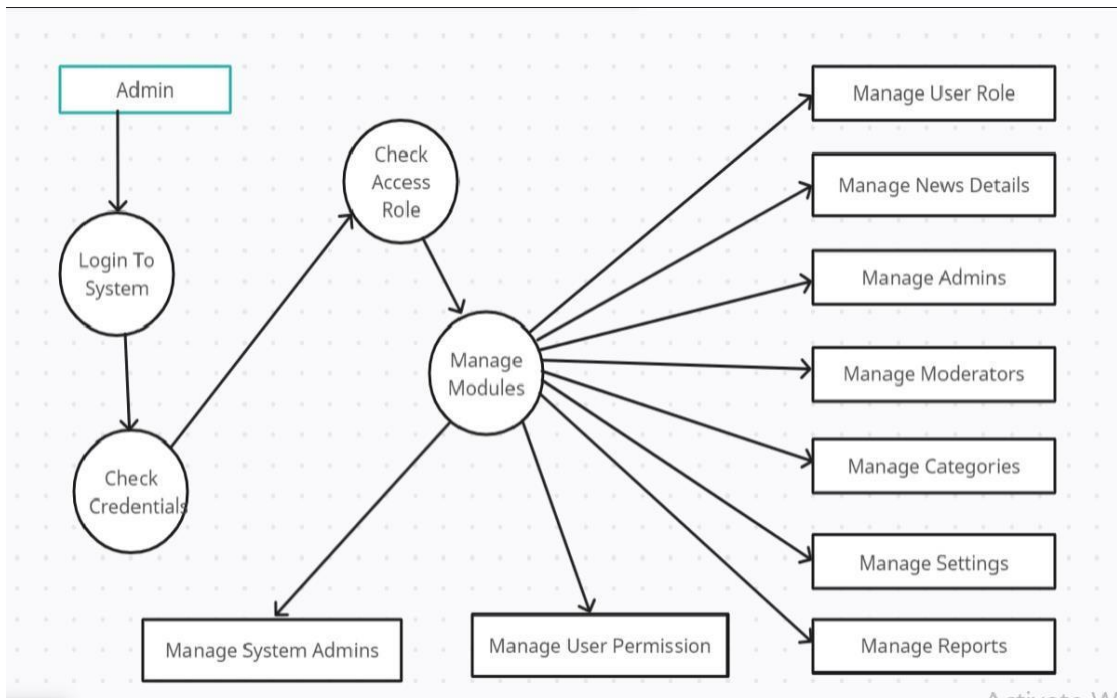 Admin
Login To
System
Check
Credentials
Check
Access
Role
Manage
Modules
Manage User Role
Manage News Details
Manage Admins
Manage Moderators
Manage Categories
Manage Settings
Manage Reports
Manage System Admins
Manage User Permission